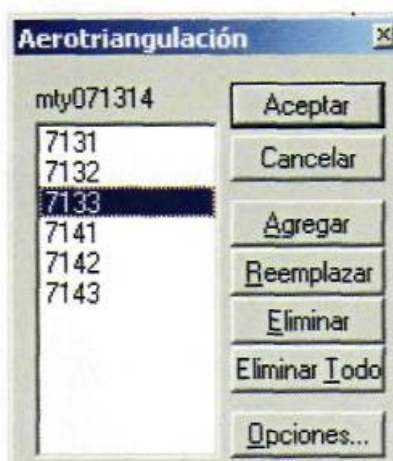 Aerotriangulación
mty071314
7131
7132
7133
7141
7142
7143
Aceptar
Cancelar
Agregar
Reemplazar
Eliminar
Eliminar Todo
Opciones...